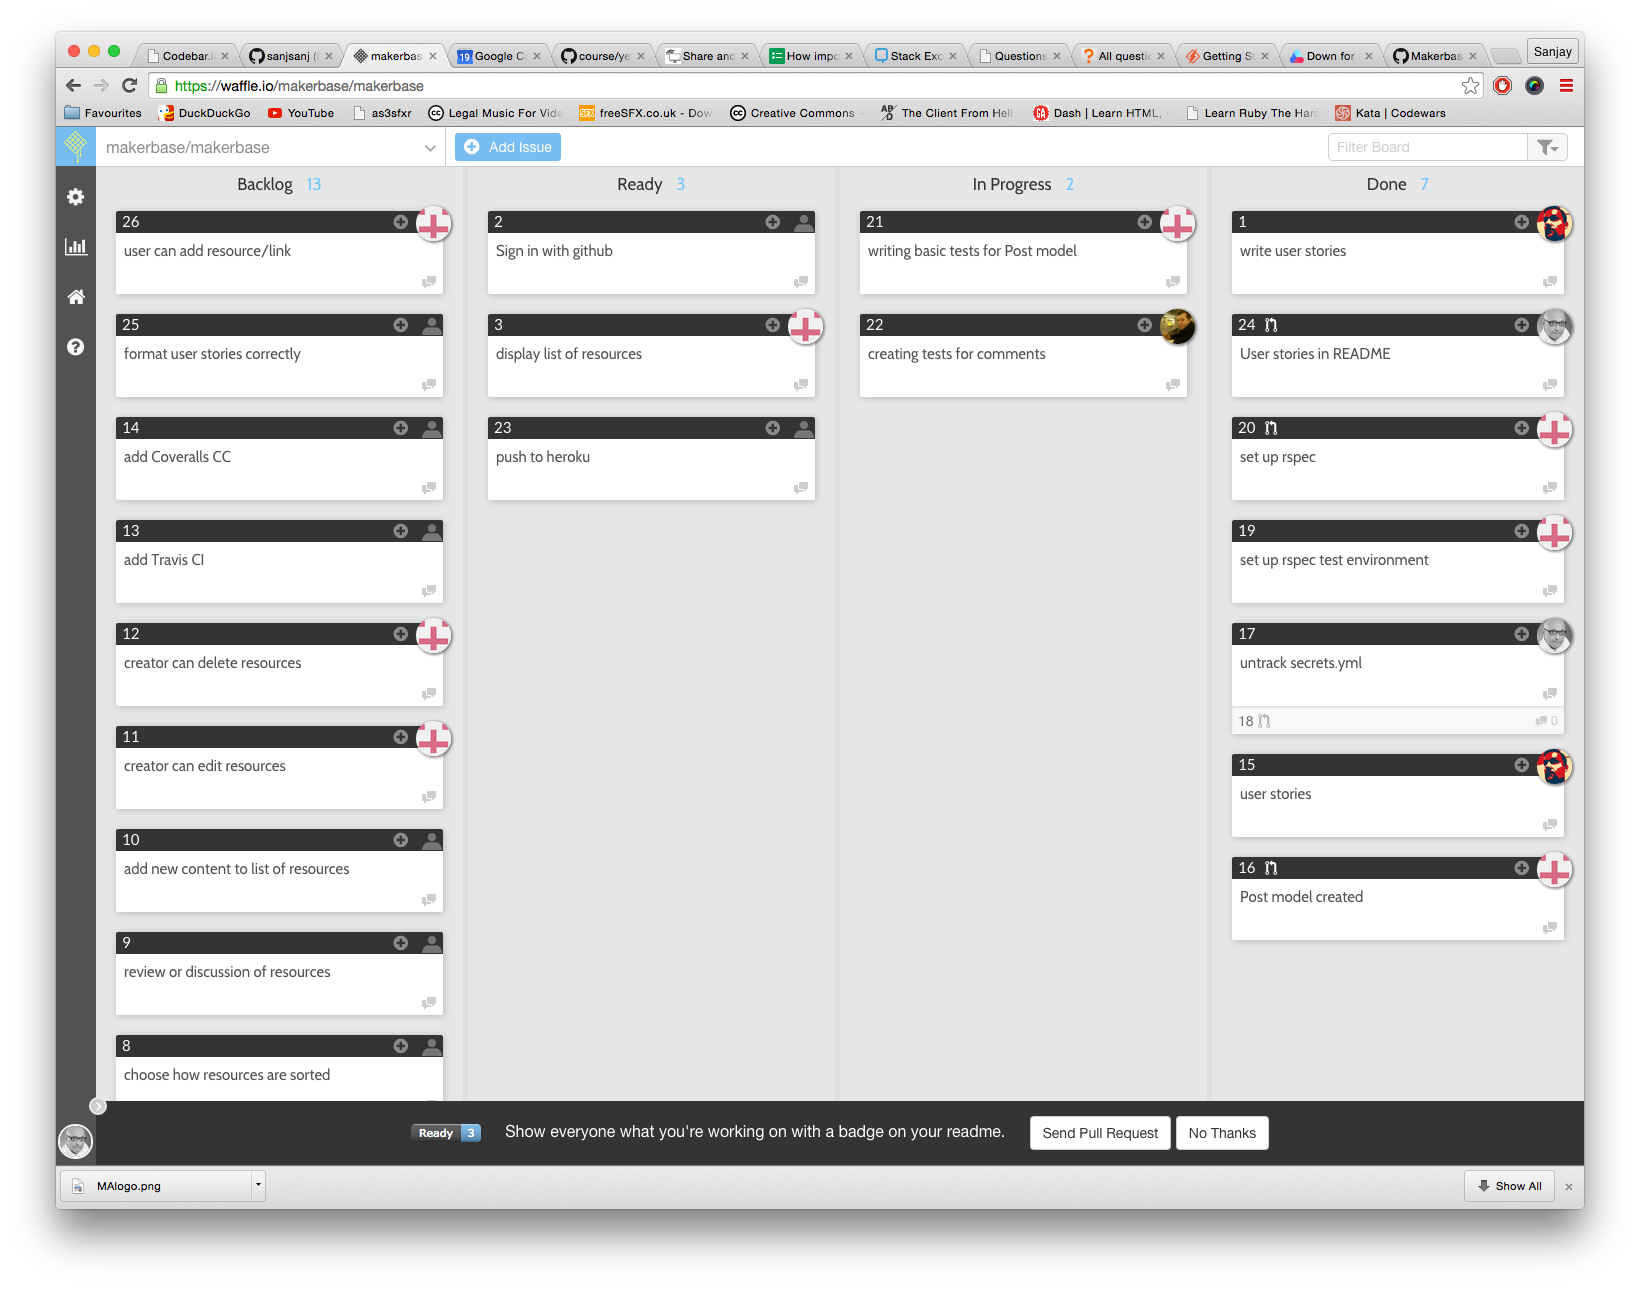 Codebar.i
sanjsanj (S
makerbas
19 Google C
course/ye
Share and
How impo
Stack Exc
Questions
All questi
Getting St
Down for
Makerbas
Sanjay
https://waffle.io/makerbase/makerbase
Favourites
DuckDuckGo
YouTube
as3sfxr
cc Legal Music For Vide
SFX freeSFX.co.uk - Dow
cc Creative Commons -
The Client From Hell
GA Dash | Learn HTML,
Learn Ruby The Hard
Kata | Codewars
makerbase/makerbase
Add Issue
Filter Board
Backlog 13
26
user can add resource/link
25
format user stories correctly
14
add Coveralls CC
13
add Travis CI
12
creator can delete resources
11
creator can edit resources
10
add new content to list of resources
9
review or discussion of resources
8
choose how resources are sorted
Ready 3
2
Sign in with github
3
display list of resources
23
push to heroku
In Progress 2
21
writing basic tests for Post model
22
creating tests for comments
Done 7
1
write user stories
24
User stories in README
20
set up rspec
19
set up rspec test environment
17
untrack secrets.yml
18
0
15
user stories
16
Post model created
Ready 3
Show everyone what you're working on with a badge on your readme.
Send Pull Request
No Thanks
MAlogo.png
Show All